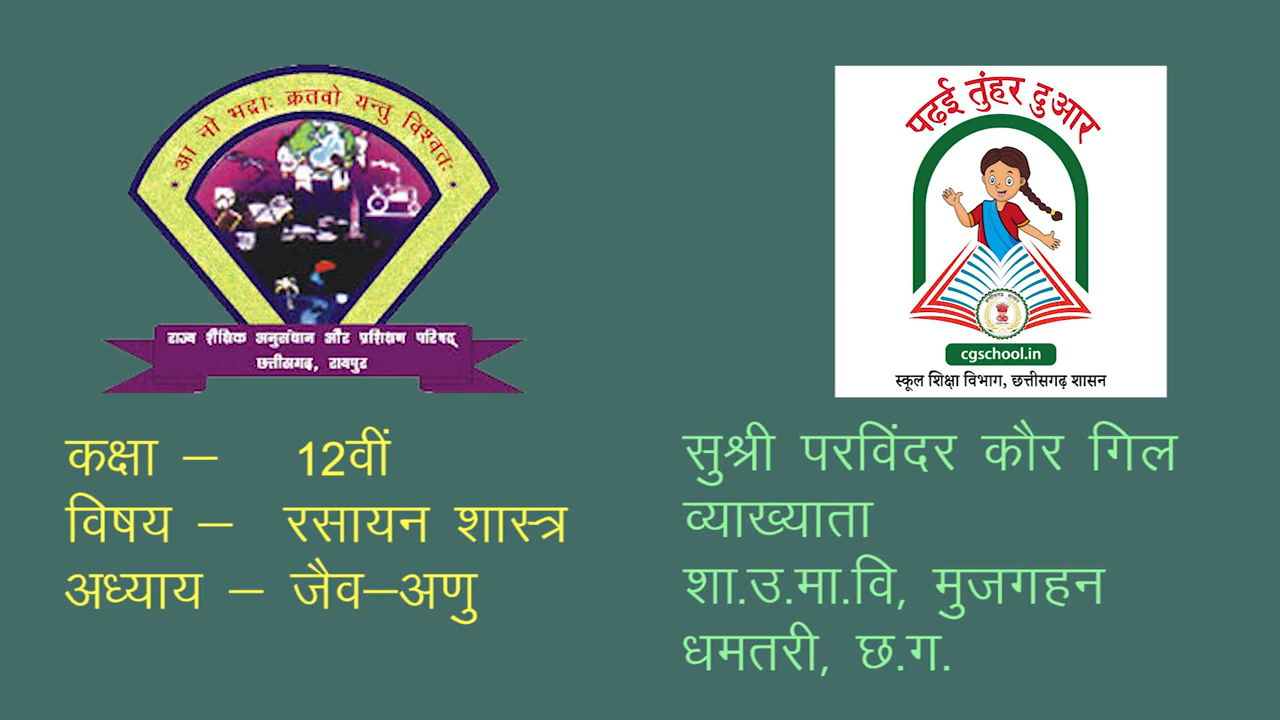 आ नो भद्राः क्रतवो यन्तु विश्वतः
राज्य शैक्षिक अनुसंधान और प्रशिक्षण परिषद्
छत्तीसगढ़, रायपुर
पढ़ई तुंहर दुआर
cgschool.in
स्कूल शिक्षा विभाग, छत्तीसगढ़ शासन
कक्षा – 12वीं
विषय – रसायन शास्त्र
अध्याय – जैव–अणु
सुश्री परविंदर कौर गिल
व्याख्याता
शा.उ.मा.वि, मुजगहन
धमतरी, छ.ग.